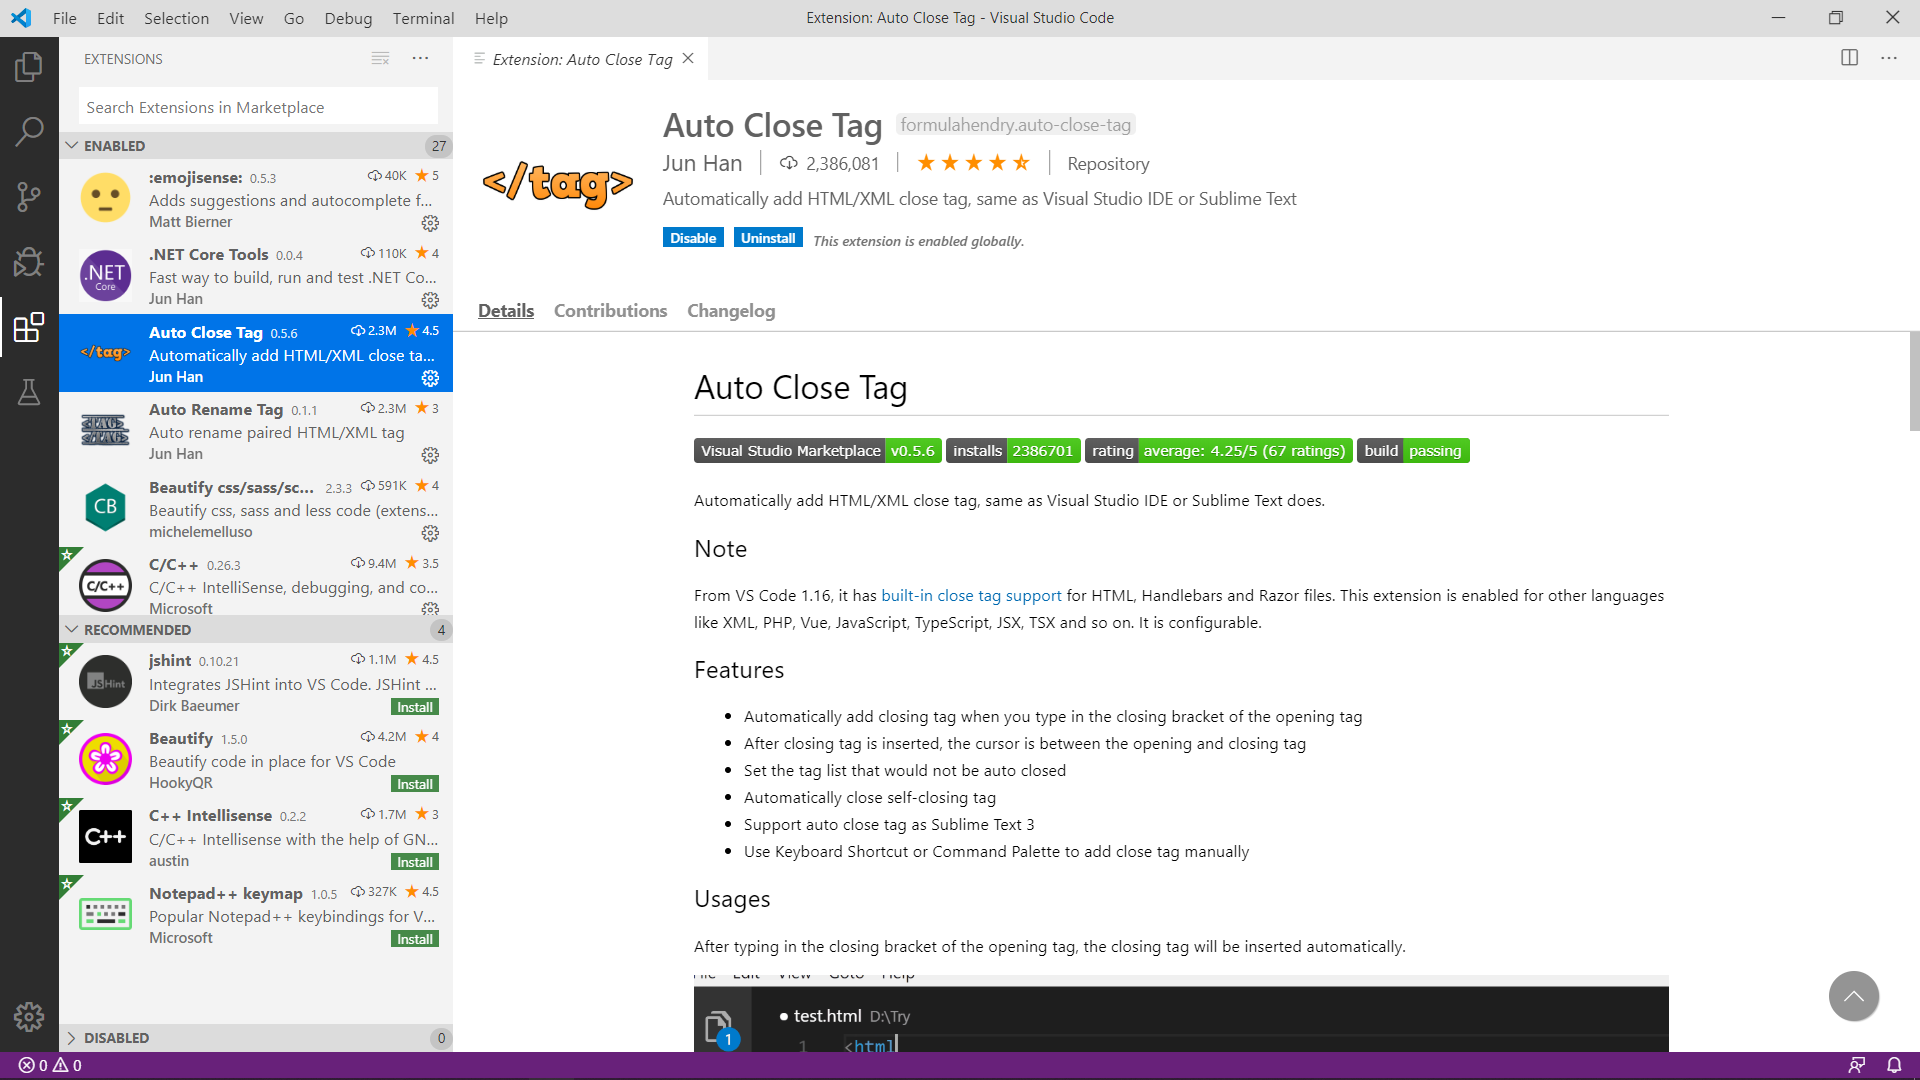 File Edit Selection View Go Debug Terminal Help
Extension: Auto Close Tag - Visual Studio Code
EXTENSIONS
Search Extensions in Marketplace
ENABLED 27
:emojisense: 0.5.3 40K 5
Adds suggestions and autocomplete f...
Matt Bierner
.NET Core
.NET Core Tools 0.0.4 110K 4
Fast way to build, run and test .NET Co...
Jun Han
</tag>
Auto Close Tag 0.5.6 2.3M 4.5
Automatically add HTML/XML close ta...
Jun Han
<TAG>
</TAG>
Auto Rename Tag 0.1.1 2.3M 3
Auto rename paired HTML/XML tag
Jun Han
CB
Beautify css/sass/sc... 2.3.3 591K 4
Beautify css, sass and less code (extens...
michelemelluso
C/C++
C/C++ 0.26.3 9.4M 3.5
C/C++ IntelliSense, debugging, and co...
Microsoft
RECOMMENDED 4
JSHint
jshint 0.10.21 1.1M 4.5
Integrates JSHint into VS Code. JSHint ...
Dirk Baeumer Install
Beautify 1.5.0 4.2M 4
Beautify code in place for VS Code
HookyQR Install
C++
C++ Intellisense 0.2.2 1.7M 3
C/C++ Intellisense with the help of GN...
austin Install
Notepad++ keymap 1.0.5 327K 4.5
Popular Notepad++ keybindings for V...
Microsoft Install
DISABLED 0
Extension: Auto Close Tag
</tag>
Auto Close Tag formulahendry.auto-close-tag
Jun Han 2,386,081 Repository
Automatically add HTML/XML close tag, same as Visual Studio IDE or Sublime Text
Disable Uninstall This extension is enabled globally.
Details Contributions Changelog
Auto Close Tag
Visual Studio Marketplace v0.5.6 installs 2386701 rating average: 4.25/5 (67 ratings) build passing
Automatically add HTML/XML close tag, same as Visual Studio IDE or Sublime Text does.
Note
From VS Code 1.16, it has built-in close tag support for HTML, Handlebars and Razor files. This extension is enabled for other languages
like XML, PHP, Vue, JavaScript, TypeScript, JSX, TSX and so on. It is configurable.
Features
• Automatically add closing tag when you type in the closing bracket of the opening tag
• After closing tag is inserted, the cursor is between the opening and closing tag
• Set the tag list that would not be auto closed
• Automatically close self-closing tag
• Support auto close tag as Sublime Text 3
• Use Keyboard Shortcut or Command Palette to add close tag manually
Usages
After typing in the closing bracket of the opening tag, the closing tag will be inserted automatically.
File Edit View Goto Help
● test.html D:\Try
1
1 <html
0 0